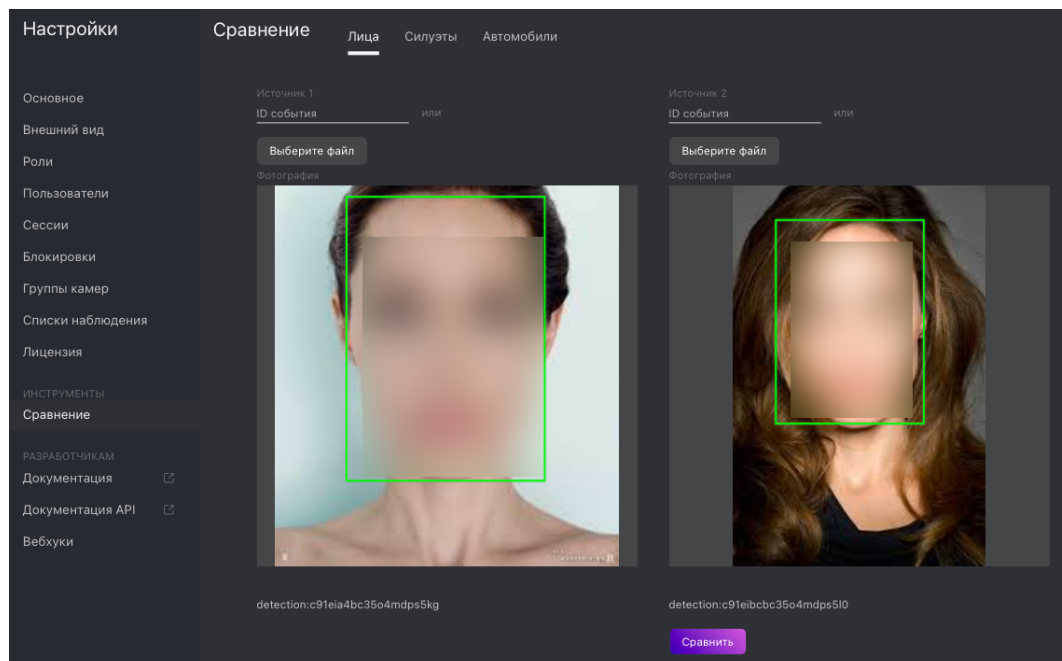 Настройки
Сравнение
Лица
Силуэты
Автомобили
Основное
Внешний вид
Роли
Пользователи
Сессии
Блокировки
Группы камер
Списки наблюдения
Лицензия
ИНСТРУМЕНТЫ
Сравнение
РАЗРАБОТЧИКАМ
Документация
Документация API
Вебхуки
Источник 1
ID события
или
Выберите файл
Фотография
detection:c91eia4bc35o4mdps5kg
Источник 2
ID события
или
Выберите файл
Фотография
detection:c91eibcbc35o4mdps5l0
Сравнить